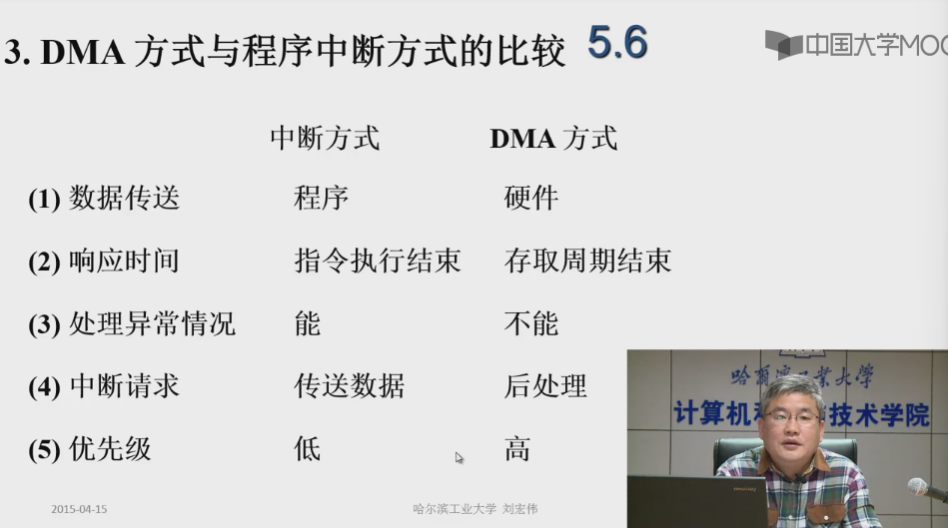 3. DMA 方式与程序中断方式的比较 5.6
中国大学MOO
中断方式 DMA 方式
(1) 数据传送 程序 硬件
(2) 响应时间 指令执行结束 存取周期结束
(3) 处理异常情况 能 不能
(4) 中断请求 传送数据 后处理
(5) 优先级 低 高
哈尔滨工业大学
计算机科 技术学院
2015-04-15 哈尔滨工业大学 刘宏伟